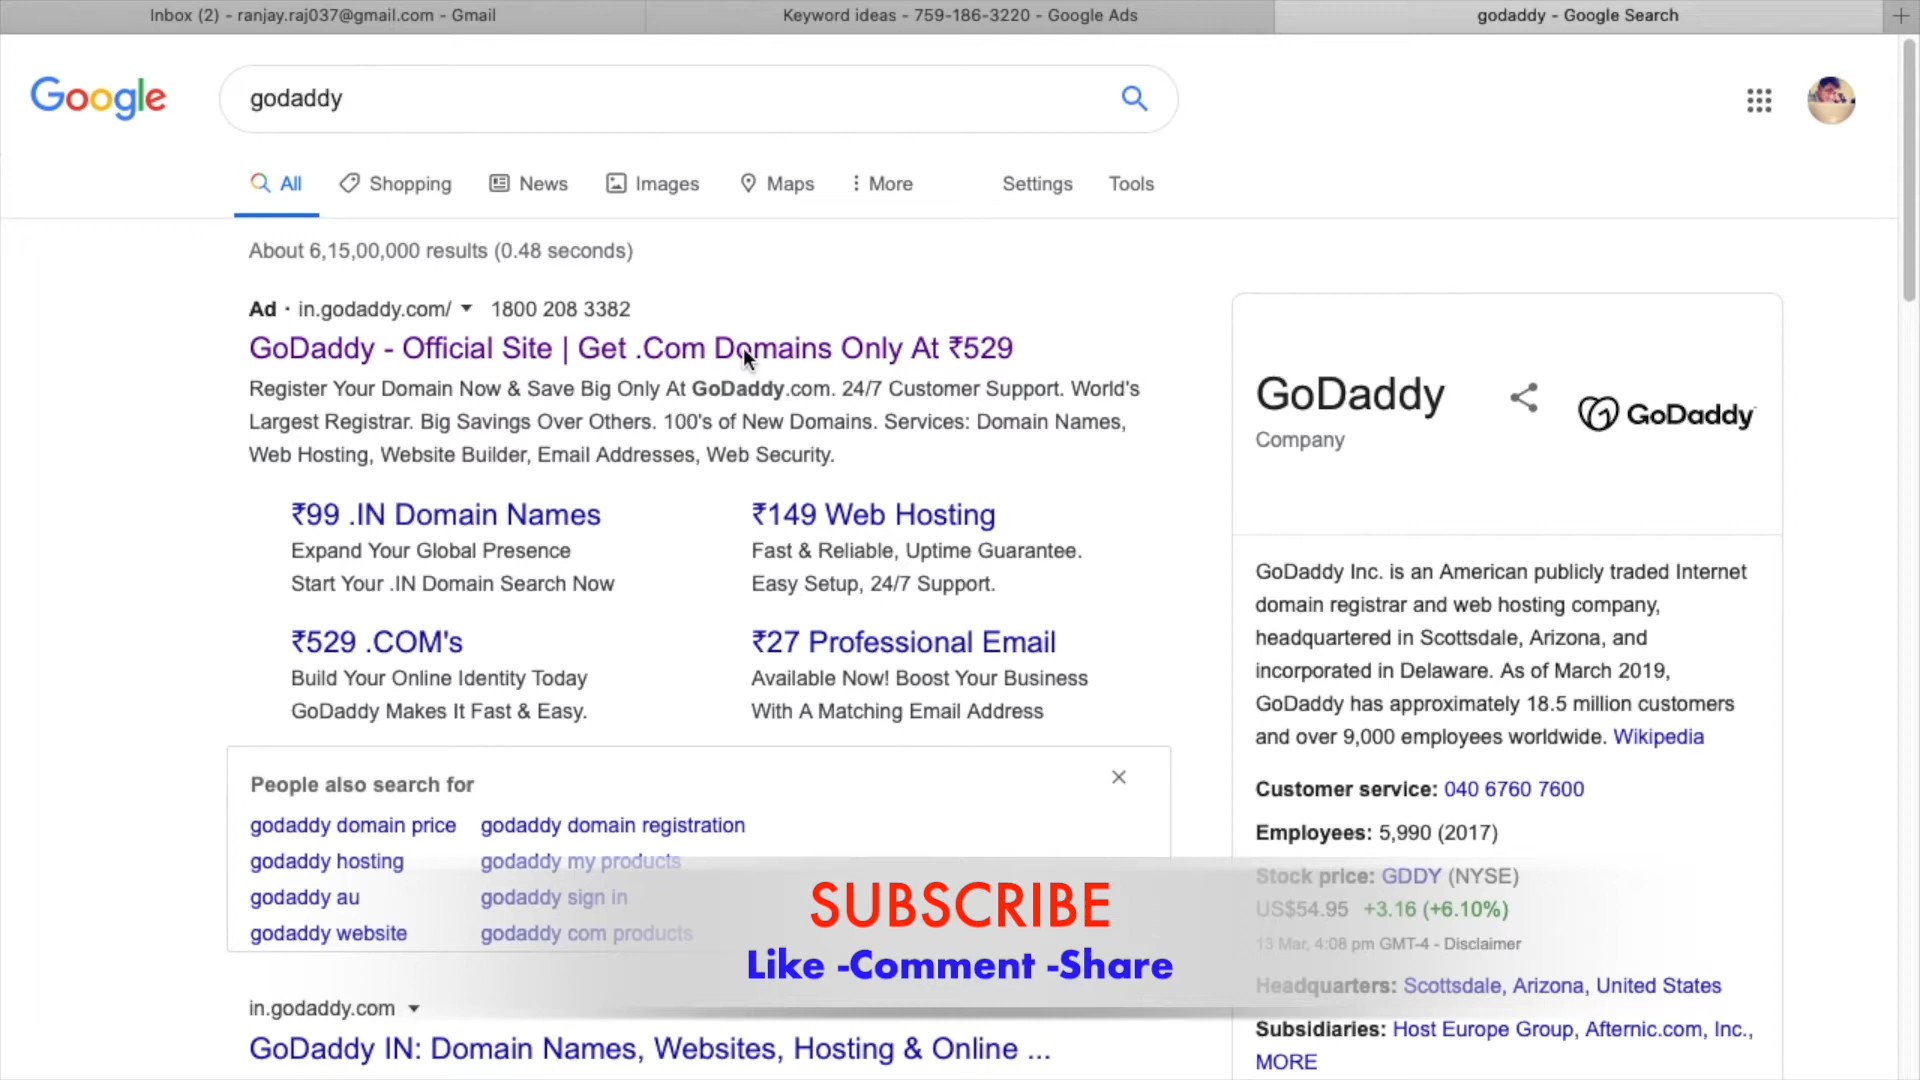 Inbox (2) - ranjay.raj037@gmail.com - Gmail
Keyword ideas - 759-186-3220 - Google Ads
godaddy - Google Search
Google
godaddy
All
Shopping
News
Images
Maps
More
Settings
Tools
About 6,15,00,000 results (0.48 seconds)
Ad · in.godaddy.com/ 1800 208 3382
GoDaddy - Official Site | Get .Com Domains Only At ₹529
Register Your Domain Now & Save Big Only At GoDaddy.com. 24/7 Customer Support. World's
Largest Registrar. Big Savings Over Others. 100's of New Domains. Services: Domain Names,
Web Hosting, Website Builder, Email Addresses, Web Security.
₹99 .IN Domain Names
Expand Your Global Presence
Start Your .IN Domain Search Now
₹149 Web Hosting
Fast & Reliable, Uptime Guarantee.
Easy Setup, 24/7 Support.
₹529 .COM's
Build Your Online Identity Today
GoDaddy Makes It Fast & Easy.
₹27 Professional Email
Available Now! Boost Your Business
With A Matching Email Address
People also search for
godaddy domain price
godaddy domain registration
godaddy hosting
godaddy my products
godaddy au
godaddy sign in
godaddy website
godaddy com products
in.godaddy.com
GoDaddy IN: Domain Names, Websites, Hosting & Online ...
GoDaddy
Company
GoDaddy
GoDaddy Inc. is an American publicly traded Internet
domain registrar and web hosting company,
headquartered in Scottsdale, Arizona, and
incorporated in Delaware. As of March 2019,
GoDaddy has approximately 18.5 million customers
and over 9,000 employees worldwide. Wikipedia
Customer service: 040 6760 7600
Employees: 5,990 (2017)
Stock price: GDDY (NYSE)
US$54.95 +3.16 (+6.10%)
13 Mar, 4:08 pm GMT-4 - Disclaimer
Headquarters: Scottsdale, Arizona, United States
Subsidiaries: Host Europe Group, Afternic.com, Inc.,
MORE
SUBSCRIBE
Like -Comment -Share